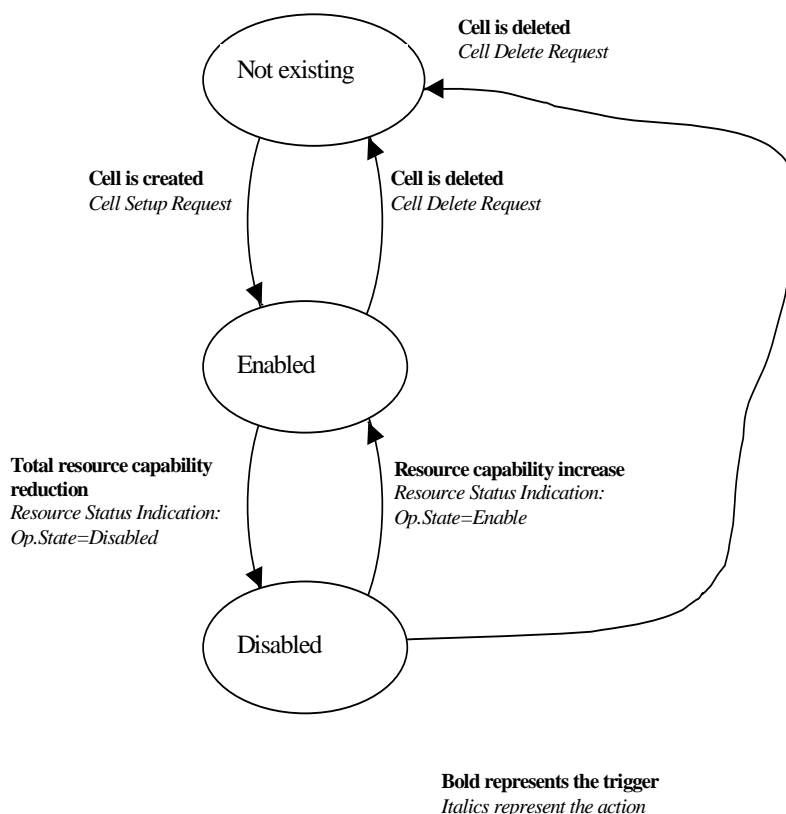 Cell is deleted
Cell Delete Request
Not existing
Cell is created
Cell Setup Request
Cell is deleted
Cell Delete Request
Enabled
Total resource capability
reduction
Resource Status Indication:
Op.State=Disabled
Resource capability increase
Resource Status Indication:
Op.State=Enable
Disabled
Bold represents the trigger
Italics represent the action